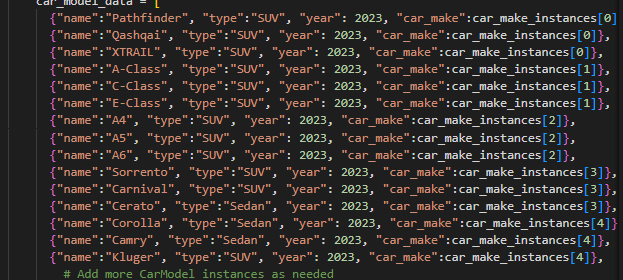 car_model_data = [
{"name":"Pathfinder", "type":"SUV", "year": 2023, "car_make":car_make_instances[0]
{"name":"Qashqai", "type":"SUV", "year": 2023, "car_make":car_make_instances[0]},
{"name":"XTRAIL", "type":"SUV", "year": 2023, "car_make":car_make_instances[0]},
{"name":"A-Class", "type":"SUV", "year": 2023, "car_make":car_make_instances[1]},
{"name":"C-Class", "type":"SUV", "year": 2023, "car_make":car_make_instances[1]},
{"name":"E-Class", "type":"SUV", "year": 2023, "car_make":car_make_instances[1]},
{"name":"A4", "type":"SUV", "year": 2023, "car_make":car_make_instances[2]},
{"name":"A5", "type":"SUV", "year": 2023, "car_make":car_make_instances[2]},
{"name":"A6", "type":"SUV", "year": 2023, "car_make":car_make_instances[2]},
{"name":"Sorrento", "type":"SUV", "year": 2023, "car_make":car_make_instances[3]},
{"name":"Carnival", "type":"SUV", "year": 2023, "car_make":car_make_instances[3]},
{"name":"Cerato", "type":"Sedan", "year": 2023, "car_make":car_make_instances[3]},
{"name":"Corolla", "type":"Sedan", "year": 2023, "car_make":car_make_instances[4]}
{"name":"Camry", "type":"Sedan", "year": 2023, "car_make":car_make_instances[4]},
{"name":"Kluger", "type":"SUV", "year": 2023, "car_make":car_make_instances[4]},
# Add more CarModel instances as needed